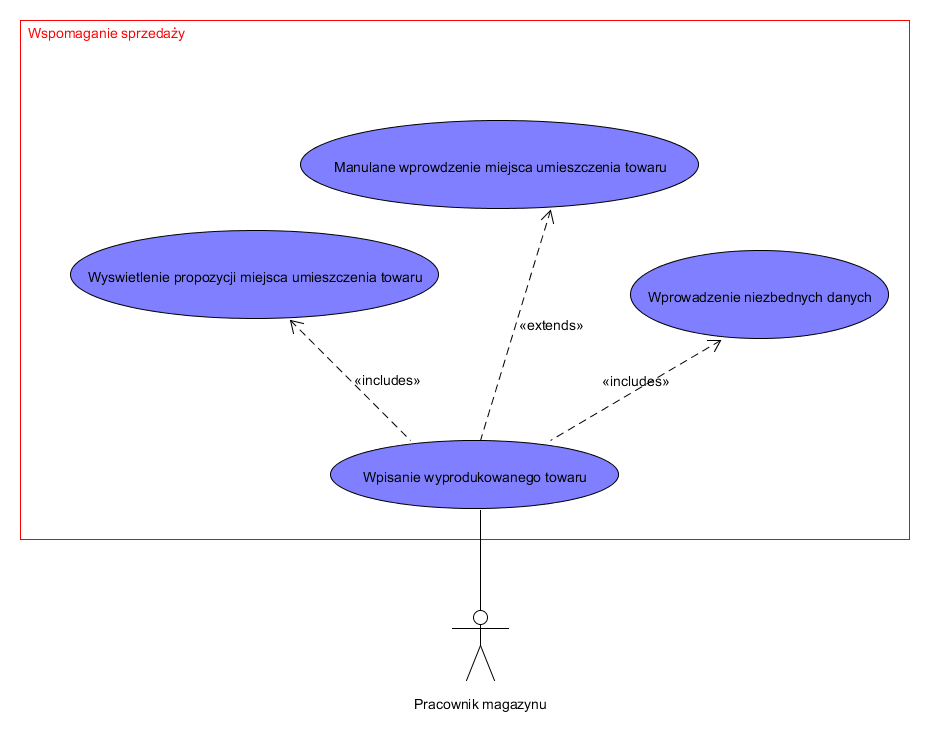 Wspomaganie sprzedaży
Manulane wprowdzenie miejsca umieszczenia towaru
Wyswietlenie propozycji miejsca umieszczenia towaru
Wprowadzenie niezbednych danych
«extends»
«includes»
«includes»
Wpisanie wyprodukowanego towaru
Pracownik magazynu